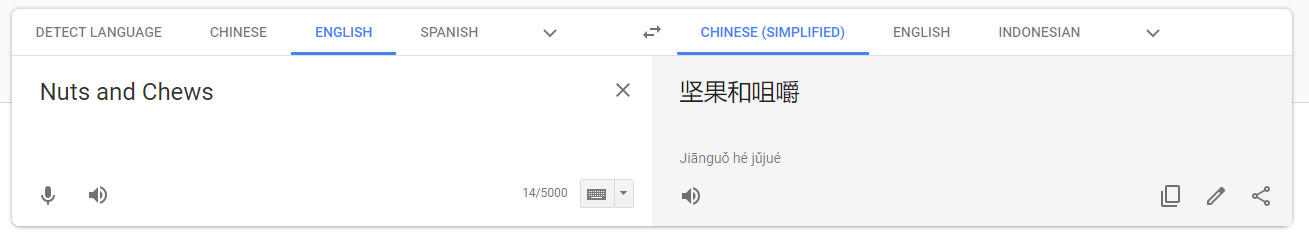 DETECT LANGUAGE CHINESE ENGLISH SPANISH CHINESE (SIMPLIFIED) ENGLISH INDONESIAN
Nuts and Chews
坚果和咀嚼
Jiānguǒ hé jǔjué
14/5000